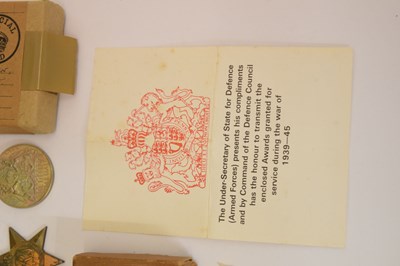 The Under-Secretary of State for Defence
(Armed Forces) presents his compliments
and by Command of the Defence Council
has the honour to transmit the
enclosed Awards granted for
service during the war of
1939–45